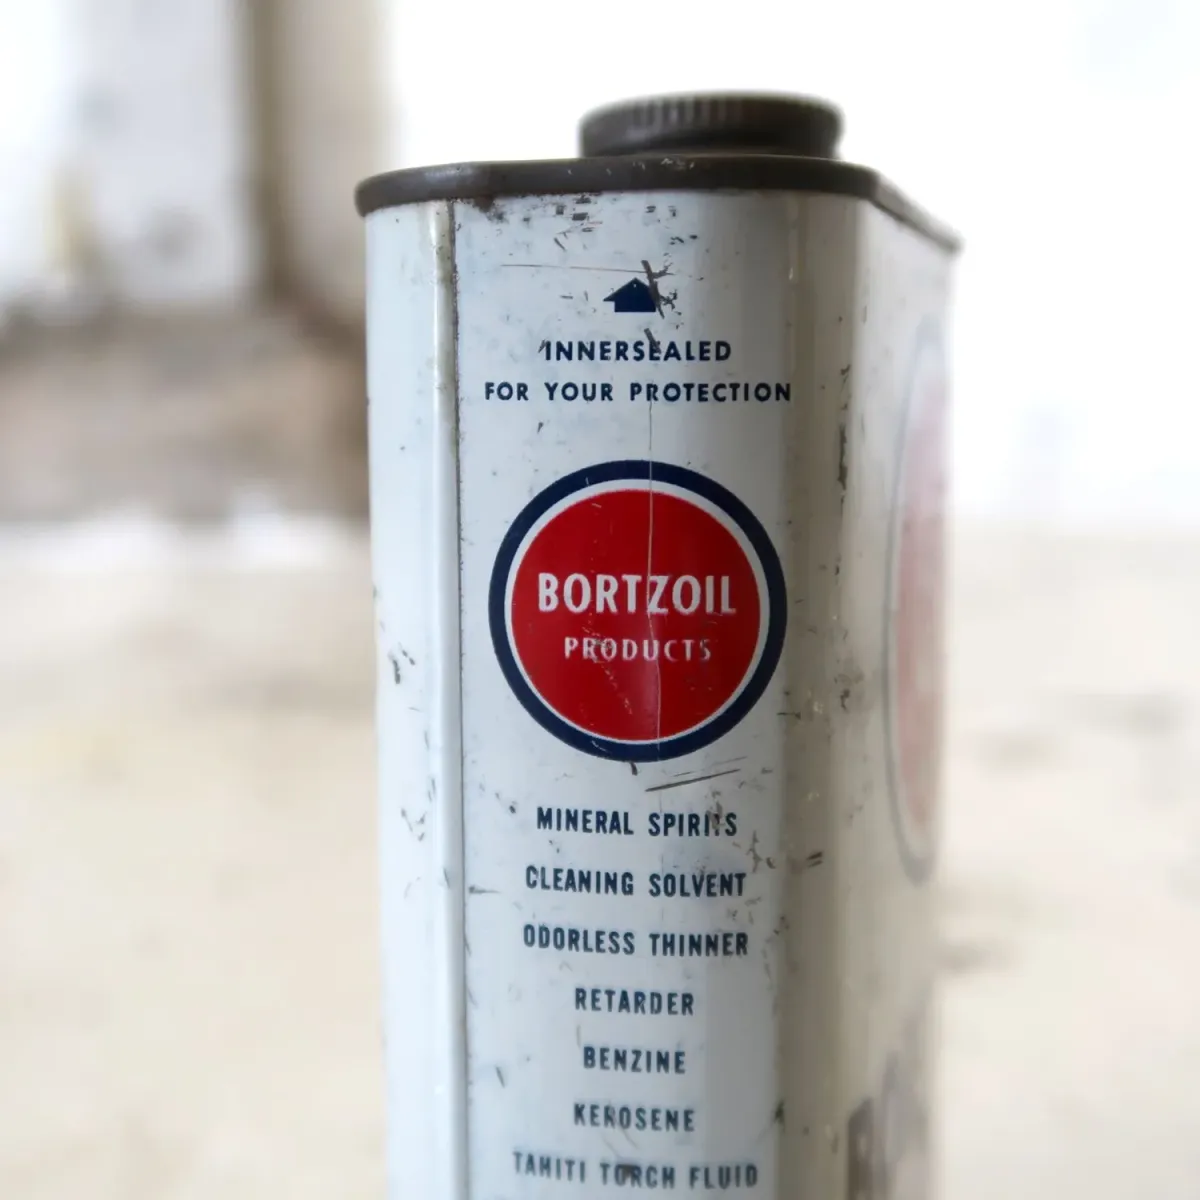 INNERSEALED
FOR YOUR PROTECTION
BORTZOIL
PRODUCTS
MINERAL SPIRITS
CLEANING SOLVENT
ODORLESS THINNER
RETARDER
BENZINE
KEROSENE
TAHITI TORCH FLUID